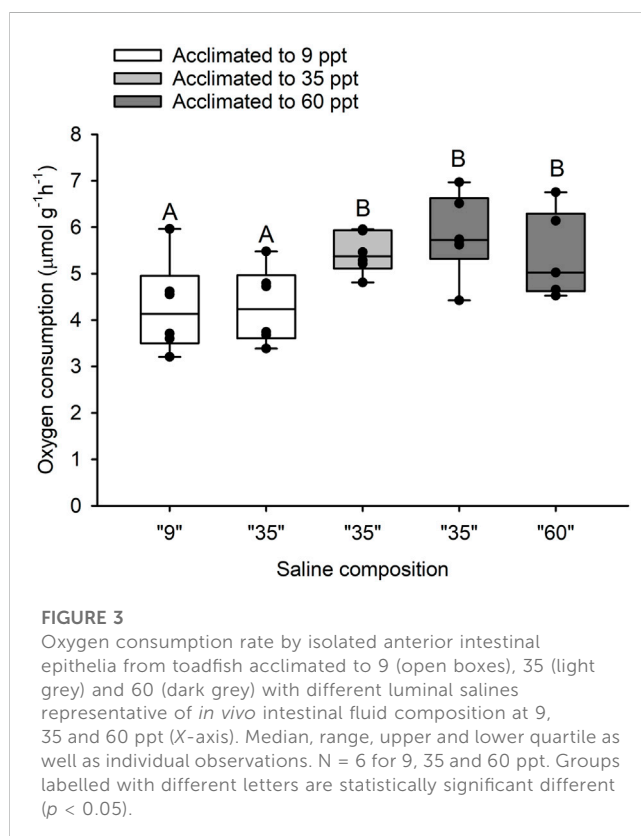 Acclimated to 9 ppt
Acclimated to 35 ppt
Acclimated to 60 ppt
8
7
6
5
4
3
2
1
0
Oxygen consumption (μmol g⁻¹h⁻¹)
A
A
B
B
B
"9"
"35"
"35"
"35"
"60"
Saline composition
FIGURE 3
Oxygen consumption rate by isolated anterior intestinal
epithelia from toadfish acclimated to 9 (open boxes), 35 (light
grey) and 60 (dark grey) with different luminal salines
representative of in vivo intestinal fluid composition at 9,
35 and 60 ppt (X-axis). Median, range, upper and lower quartile as
well as individual observations. N = 6 for 9, 35 and 60 ppt. Groups
labelled with different letters are statistically significant different
(p < 0.05).